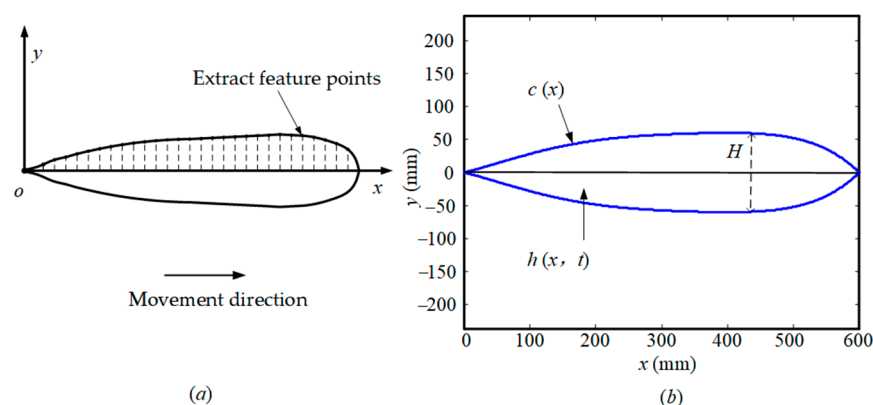 y
Extract feature points
o
x
Movement direction
(a)
200
150
100
50
0
−50
−100
−150
−200
y (mm)
c (x)
H
h (x，t)
0
100
200
300
400
500
600
x (mm)
(b)